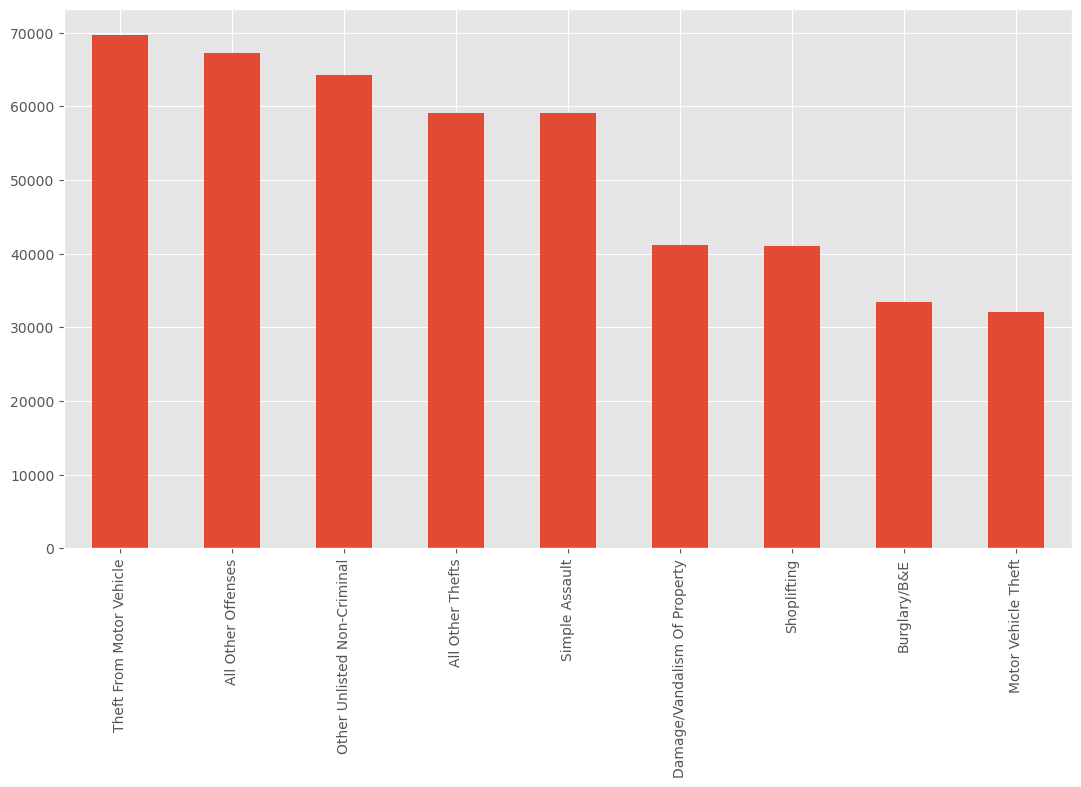 70000
60000
50000
40000
30000
20000
10000
0
Theft From Motor Vehicle
All Other Offenses
Other Unlisted Non-Criminal
All Other Thefts
Simple Assault
Damage/Vandalism Of Property
Shoplifting
Burglary/B&E
Motor Vehicle Theft